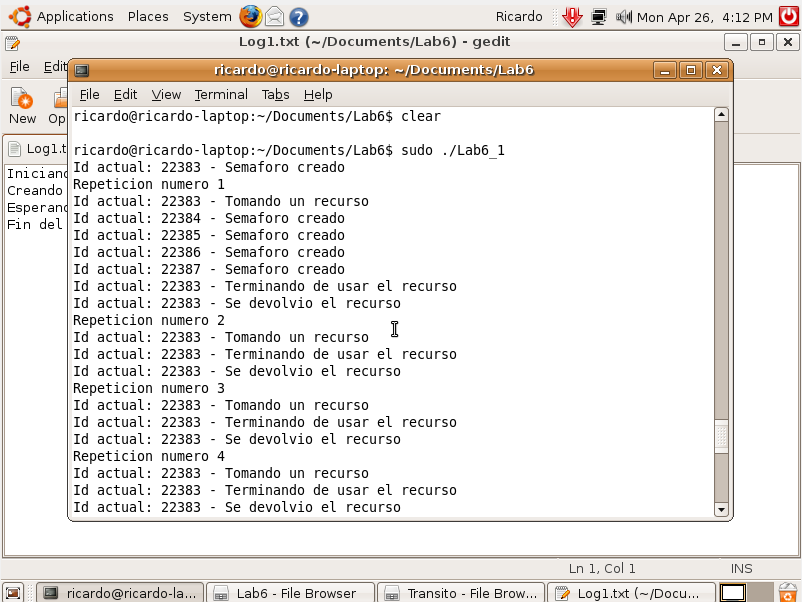 Applications Places System Ricardo Mon Apr 26, 4:12 PM
Log1.txt (~/Documents/Lab6) - gedit
File Edit
ricardo@ricardo-laptop: ~/Documents/Lab6
File Edit View Terminal Tabs Help
New
Log1.t
Iniciand
Creando
Esperand
Fin del
ricardo@ricardo-laptop:~/Documents/Lab6$ clear
ricardo@ricardo-laptop:~/Documents/Lab6$ sudo ./Lab6_1
Id actual: 22383 - Semaforo creado
Repeticion numero 1
Id actual: 22383 - Tomando un recurso
Id actual: 22384 - Semaforo creado
Id actual: 22385 - Semaforo creado
Id actual: 22386 - Semaforo creado
Id actual: 22387 - Semaforo creado
Id actual: 22383 - Terminando de usar el recurso
Id actual: 22383 - Se devolvio el recurso
Repeticion numero 2
Id actual: 22383 - Tomando un recurso
Id actual: 22383 - Terminando de usar el recurso
Id actual: 22383 - Se devolvio el recurso
Repeticion numero 3
Id actual: 22383 - Tomando un recurso
Id actual: 22383 - Terminando de usar el recurso
Id actual: 22383 - Se devolvio el recurso
Repeticion numero 4
Id actual: 22383 - Tomando un recurso
Id actual: 22383 - Terminando de usar el recurso
Id actual: 22383 - Se devolvio el recurso
Ln 1, Col 1 INS
ricardo@ricardo-la... Lab6 - File Browser Transito - File Brow... Log1.txt (~/Docu...